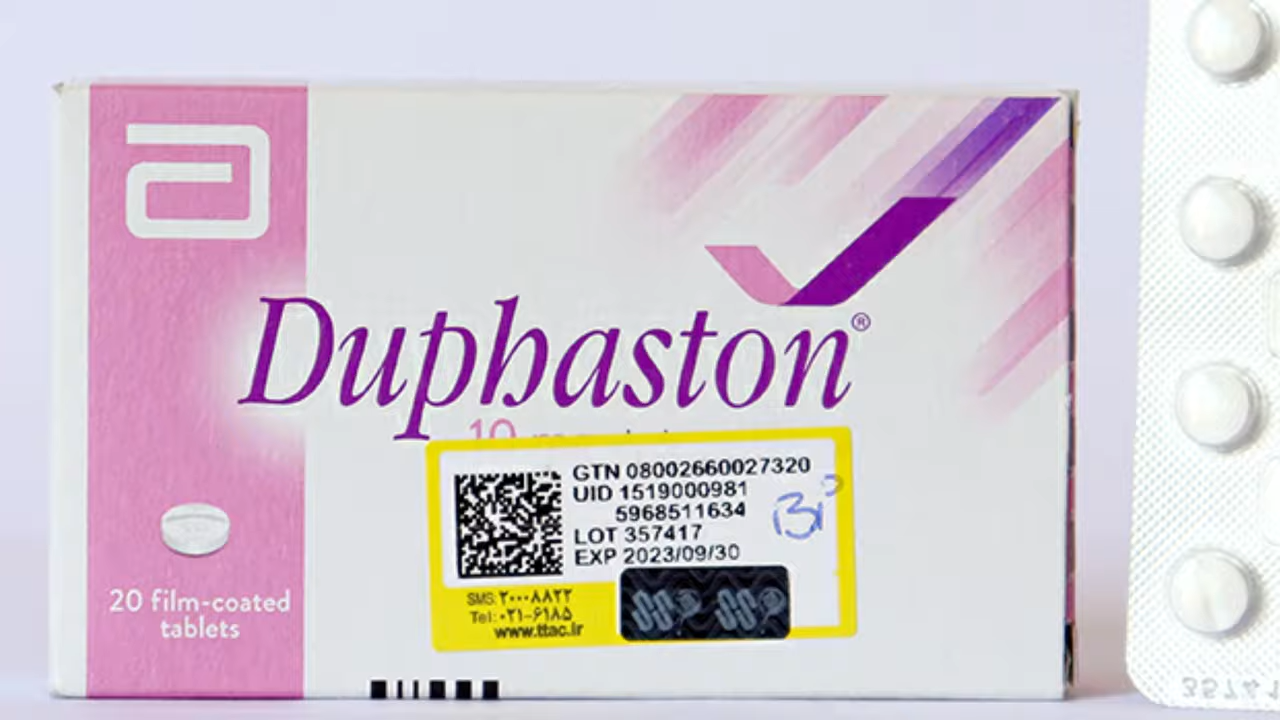 Duphaston®
10
GTN 08002660027320
UID 1519000981
5968511634
LOT 357417
EXP 2023/09/30
SMS:۲۰۰۰۸۸۲۲
Tel:۰۲۱-۶۱۸۵
www.ttac.ir
20 film-coated
tablets